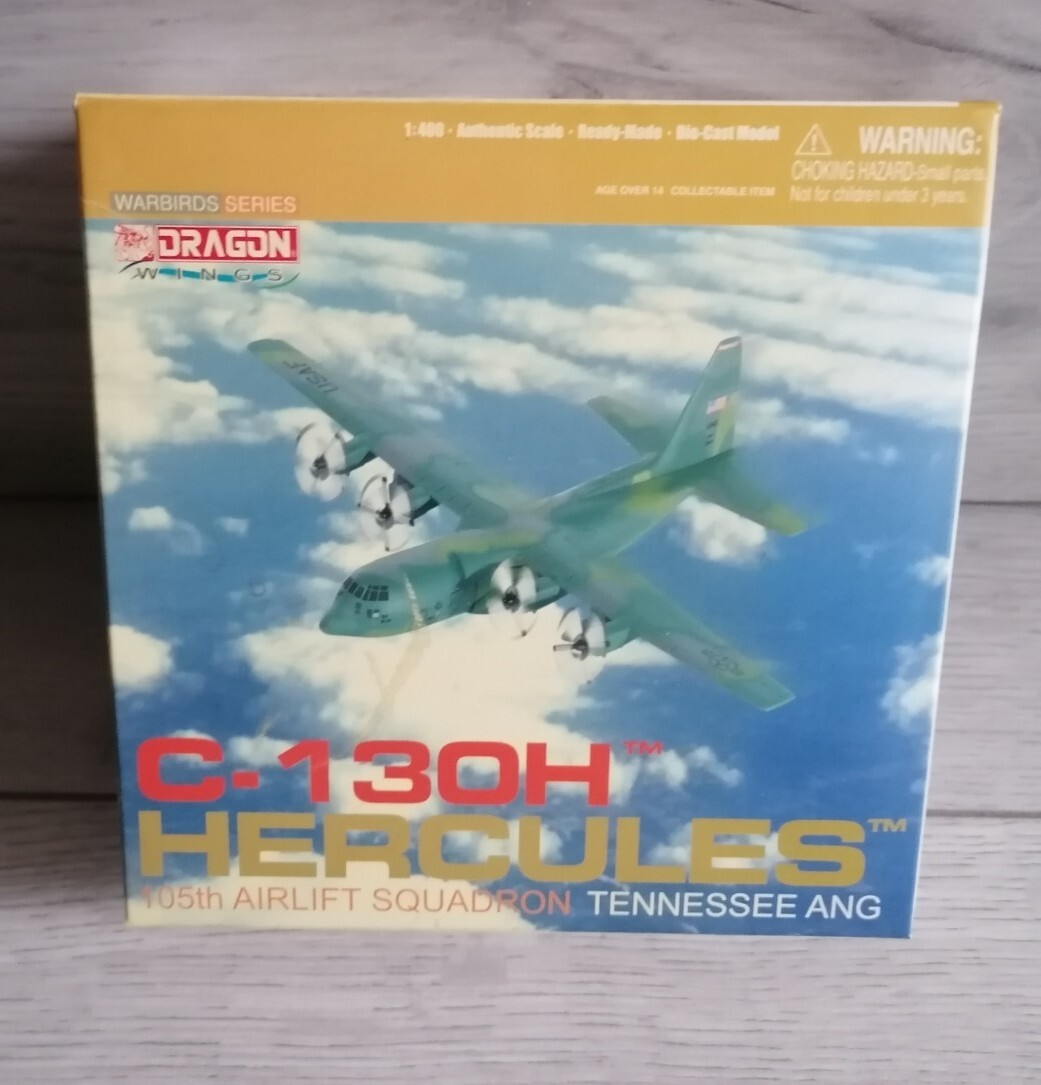 1:400 · Authentic Scale · Ready-Made · Die-Cast Model
WARNING:
CHOKING HAZARD-Small parts.
Not for children under 3 years.
AGE OVER 14 COLLECTABLE ITEM
WARBIRDS SERIES
DRAGON
WINGS
USAF
C-130H™
HERCULES™
105th AIRLIFT SQUADRON TENNESSEE ANG